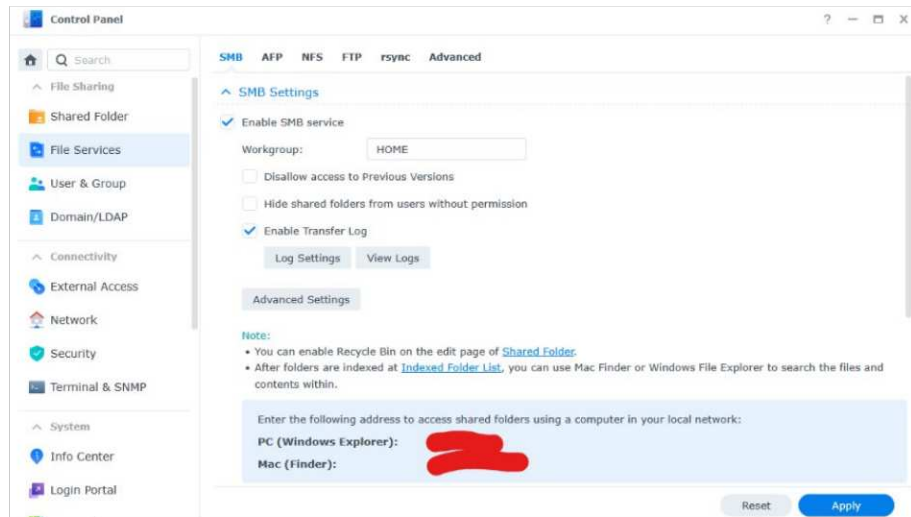 Control Panel
?
Search
File Sharing
Shared Folder
File Services
User & Group
Domain/LDAP
Connectivity
External Access
Network
Security
Terminal & SNMP
System
Info Center
Login Portal
SMB AFP NFS FTP rsync Advanced
SMB Settings
Enable SMB service
Workgroup: HOME
Disallow access to Previous Versions
Hide shared folders from users without permission
Enable Transfer Log
Log Settings View Logs
Advanced Settings
Note:
• You can enable Recycle Bin on the edit page of Shared Folder.
• After folders are indexed at Indexed Folder List, you can use Mac Finder or Windows File Explorer to search the files and
contents within.
Enter the following address to access shared folders using a computer in your local network:
PC (Windows Explorer):
Mac (Finder):
Reset Apply